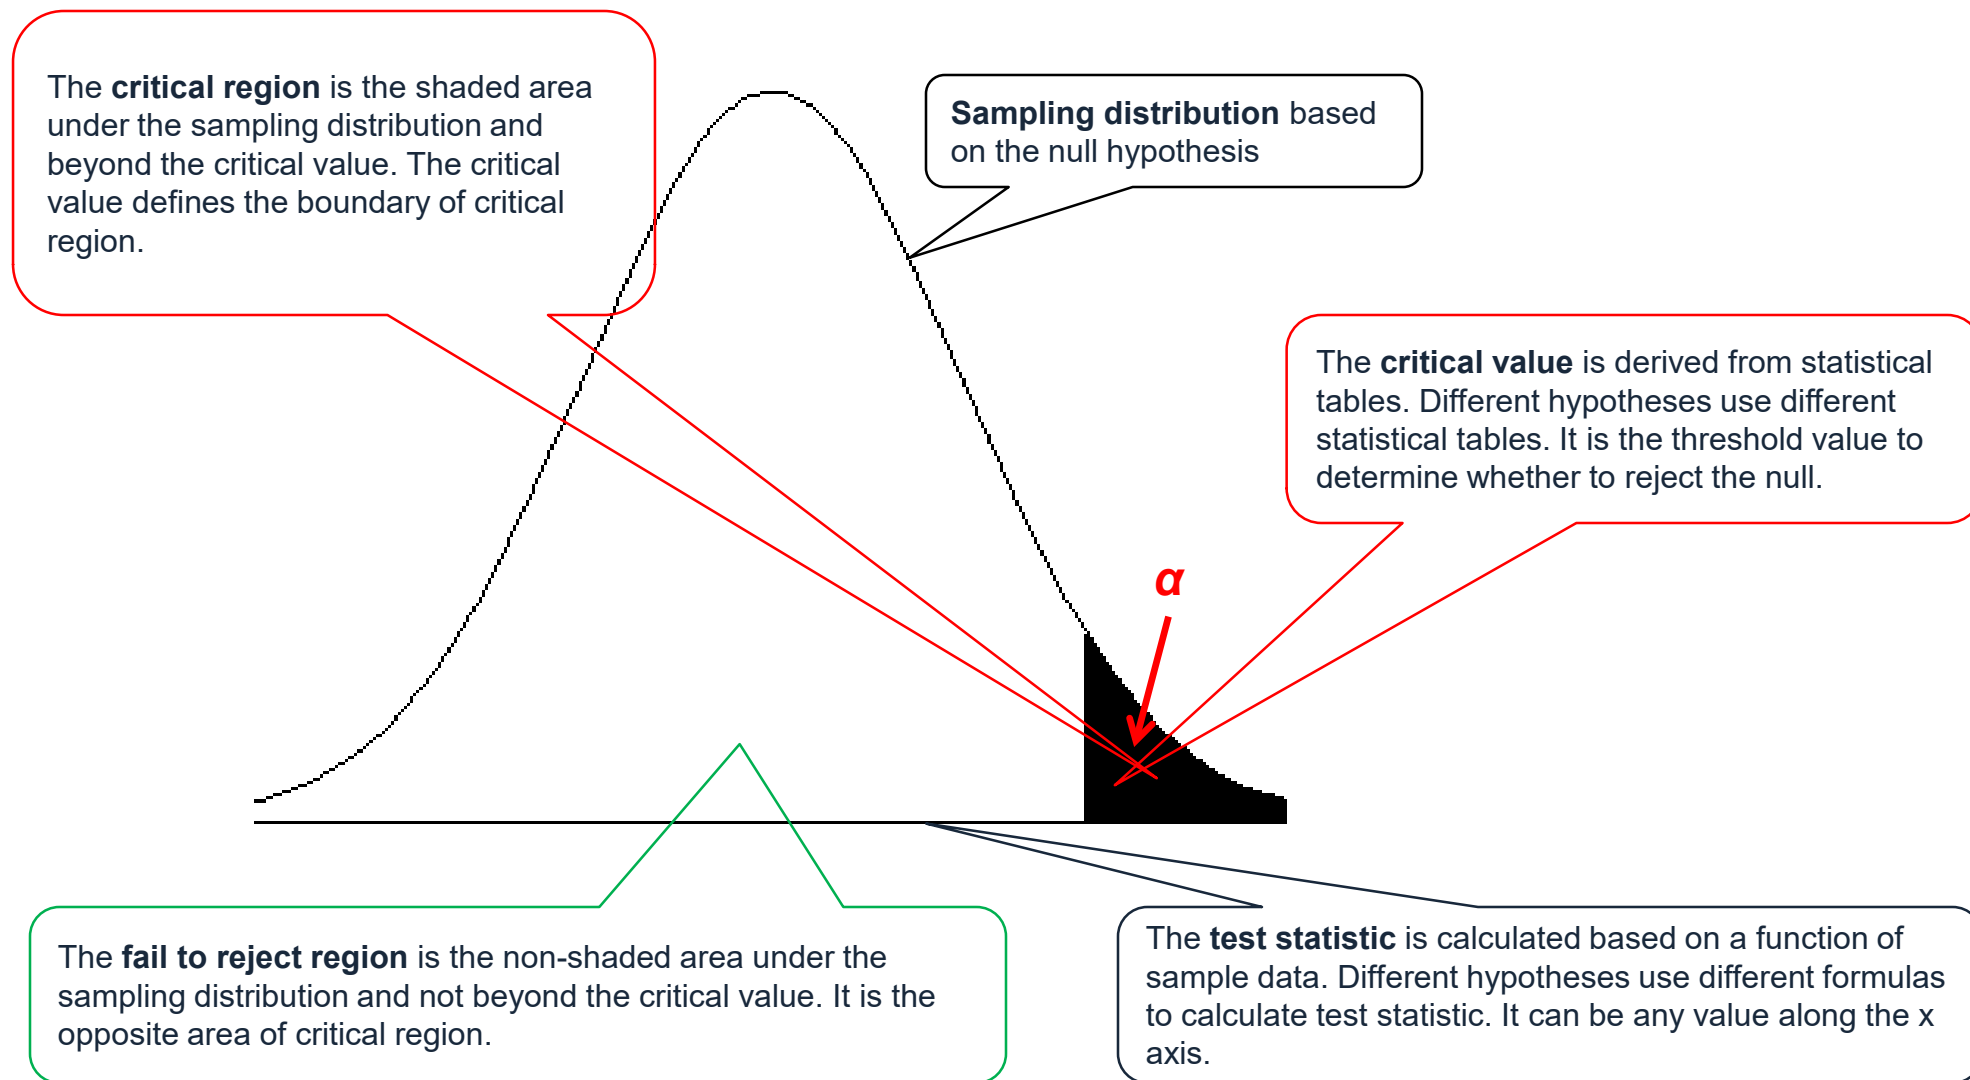 The critical region is the shaded area
under the sampling distribution and
beyond the critical value. The critical
value defines the boundary of critical
region.
Sampling distribution based
on the null hypothesis
The critical value is derived from statistical
tables. Different hypotheses use different
statistical tables. It is the threshold value to
determine whether to reject the null.
α
The fail to reject region is the non-shaded area under the
sampling distribution and not beyond the critical value. It is the
opposite area of critical region.
The test statistic is calculated based on a function of
sample data. Different hypotheses use different formulas
to calculate test statistic. It can be any value along the x
axis.